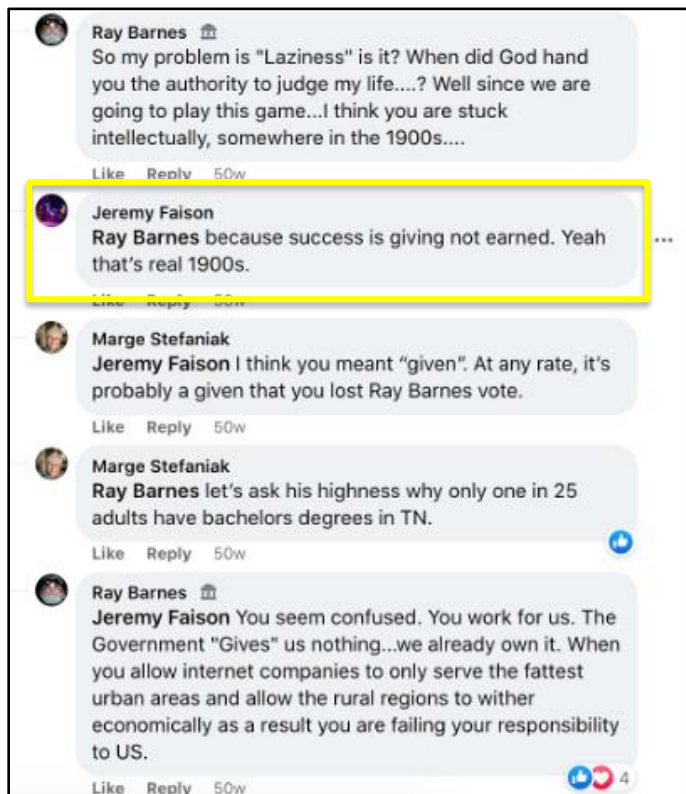 Ray Barnes
So my problem is "Laziness" is it? When did God hand
you the authority to judge my life....? Well since we are
going to play this game...I think you are stuck
intellectually, somewhere in the 1900s....
Like Reply 50w
Jeremy Faison
Ray Barnes because success is giving not earned. Yeah
that's real 1900s.
Like Reply 50w
Marge Stefaniak
Jeremy Faison I think you meant “given”. At any rate, it's
probably a given that you lost Ray Barnes vote.
Like Reply 50w
Marge Stefaniak
Ray Barnes let's ask his highness why only one in 25
adults have bachelors degrees in TN.
Like Reply 50w
Ray Barnes
Jeremy Faison You seem confused. You work for us. The
Government "Gives" us nothing...we already own it. When
you allow internet companies to only serve the fattest
urban areas and allow the rural regions to wither
economically as a result you are failing your responsibility
to US.
Like Reply 50w 4